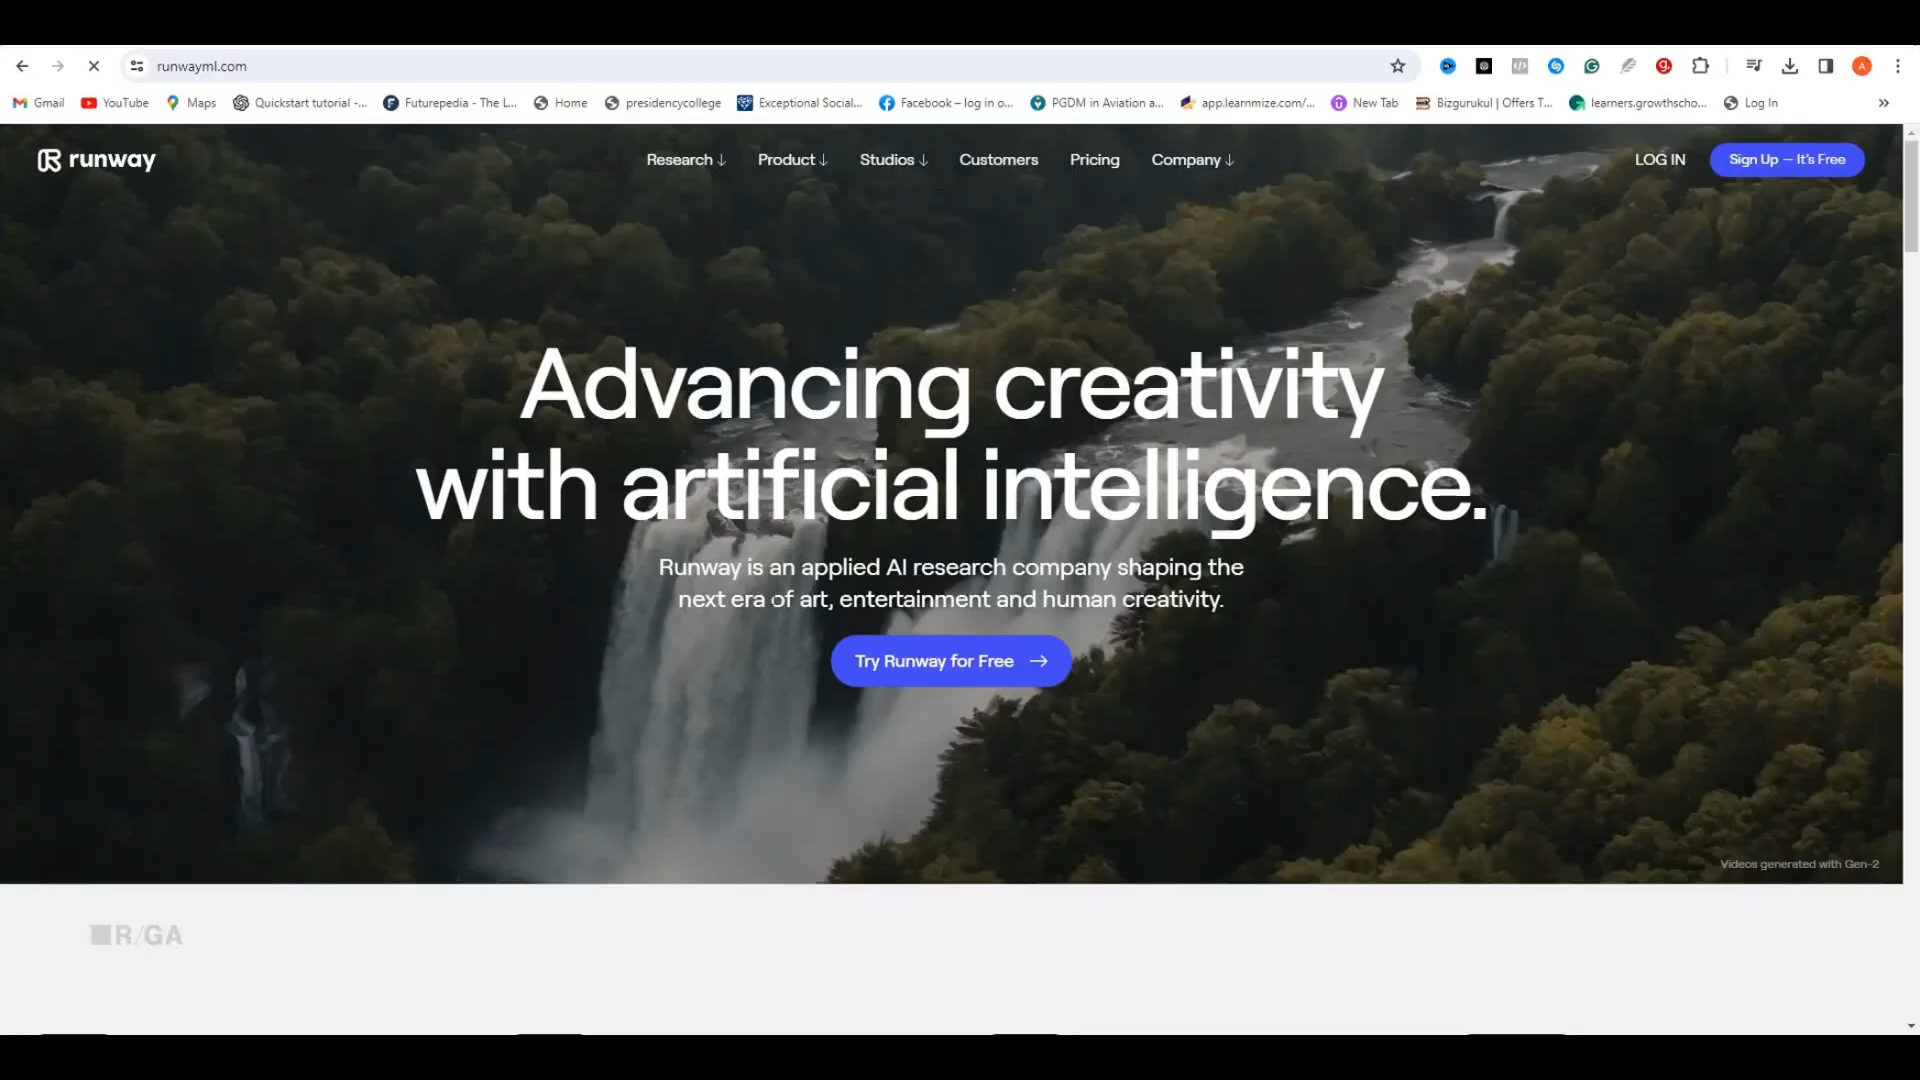 runwayml.com
Gmail YouTube Maps Quickstart tutorial -... Futurepedia - The L... Home presidencycollege Exceptional Social... Facebook – log in o... PGDM in Aviation a... app.learnmize.com/... New Tab Bizgurukul | Offers T... learners.growthscho... Log In »
runway Research ↓ Product ↓ Studios ↓ Customers Pricing Company ↓ LOG IN Sign Up — It's Free
Advancing creativity
with artificial intelligence.
Runway is an applied AI research company shaping the
next era of art, entertainment and human creativity.
Try Runway for Free →
Videos generated with Gen-2
R/GA